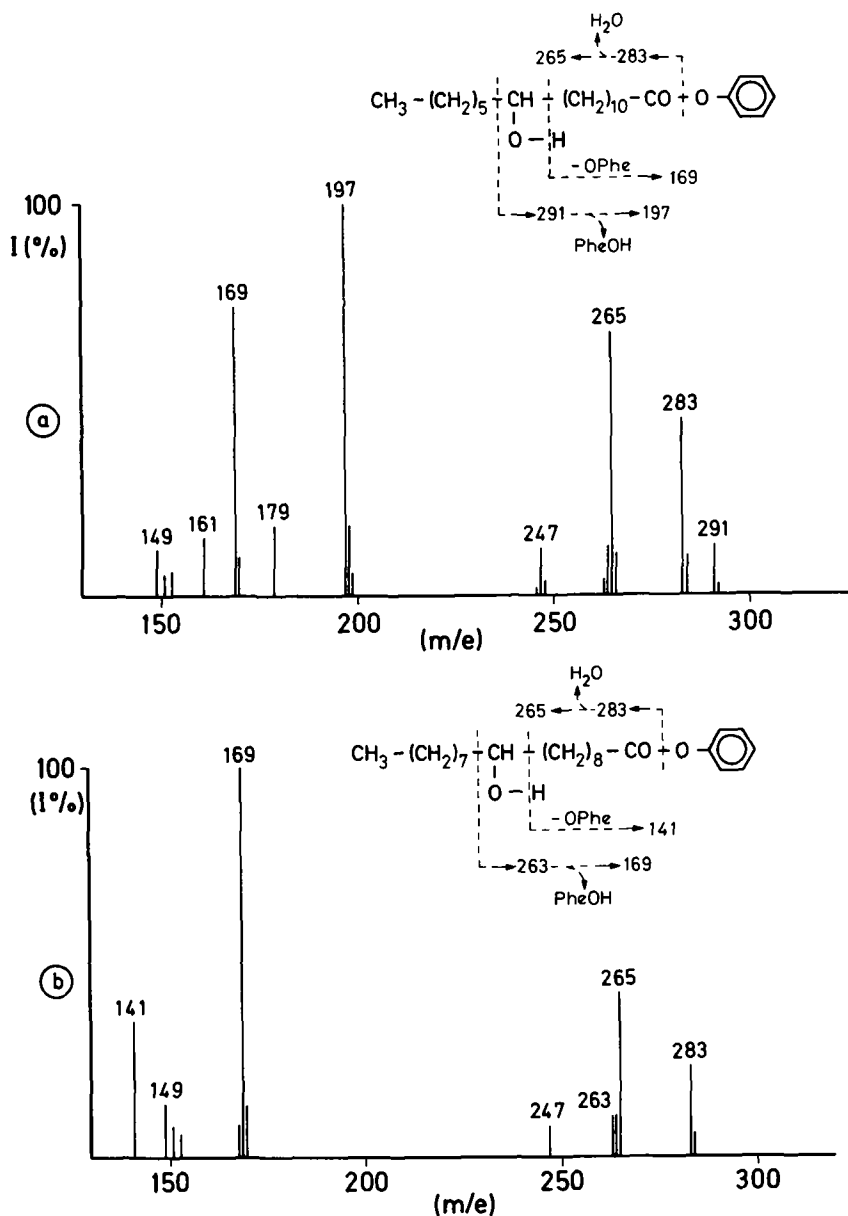 H₂O
265 ← 283
CH₃-(CH₂)₅-CH-(CH₂)₁₀-CO-O-
O-H
-OPhe
169
291 → 197
PheOH
100
I (%)
197
169
265
283
a
149
161
179
247
291
150
200
250
300
(m/e)
H₂O
265 ← 283
CH₃-(CH₂)₇-CH-(CH₂)₈-CO-O-
O-H
-OPhe
141
263 → 169
PheOH
100
(I%)
169
265
b
141
283
149
263
247
150
200
250
300
(m/e)